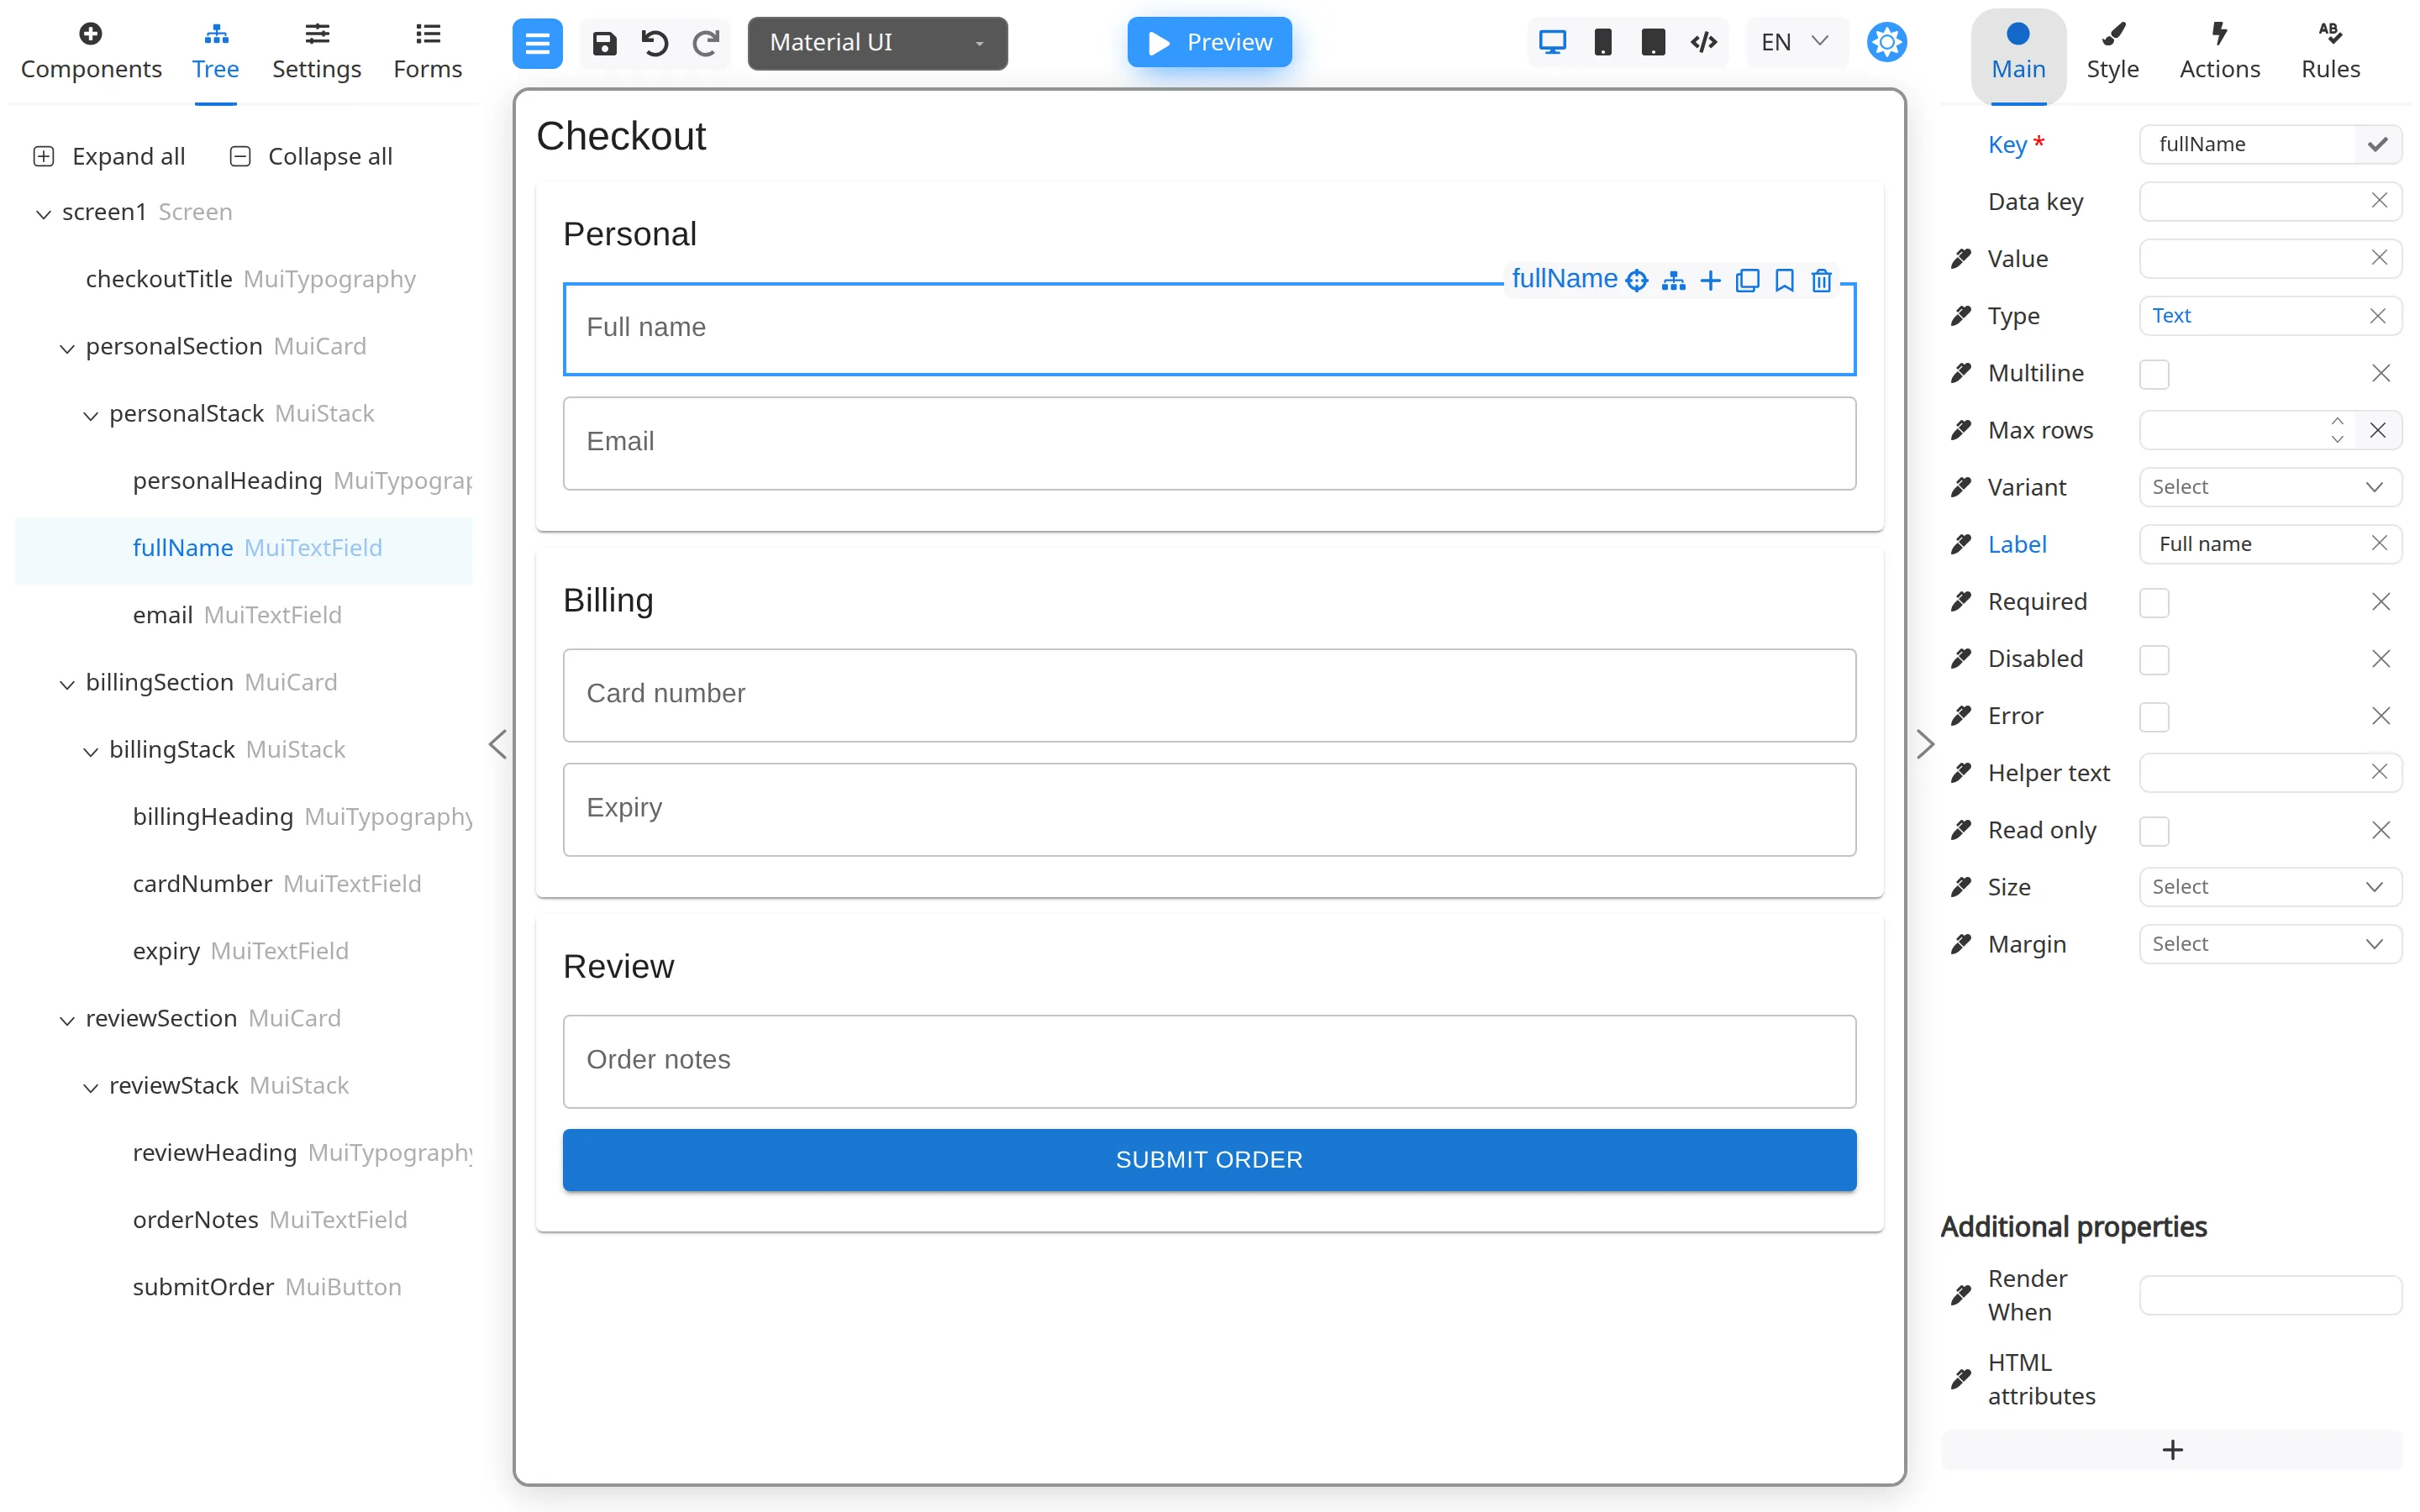 Components Tree Settings Forms
Material UI
Preview
EN
Main Style Actions Rules
Expand all Collapse all
screen1 Screen
checkoutTitle MuiTypography
personalSection MuiCard
personalStack MuiStack
personalHeading MuiTypograp
fullName MuiTextField
email MuiTextField
billingSection MuiCard
billingStack MuiStack
billingHeading MuiTypography
cardNumber MuiTextField
expiry MuiTextField
reviewSection MuiCard
reviewStack MuiStack
reviewHeading MuiTypography
orderNotes MuiTextField
submitOrder MuiButton
Checkout
Personal
fullName
Full name
Email
Billing
Card number
Expiry
Review
Order notes
SUBMIT ORDER
Key * fullName
Data key
Value
Type Text
Multiline
Max rows
Variant Select
Label Full name
Required
Disabled
Error
Helper text
Read only
Size Select
Margin Select
Additional properties
Render
When
HTML
attributes